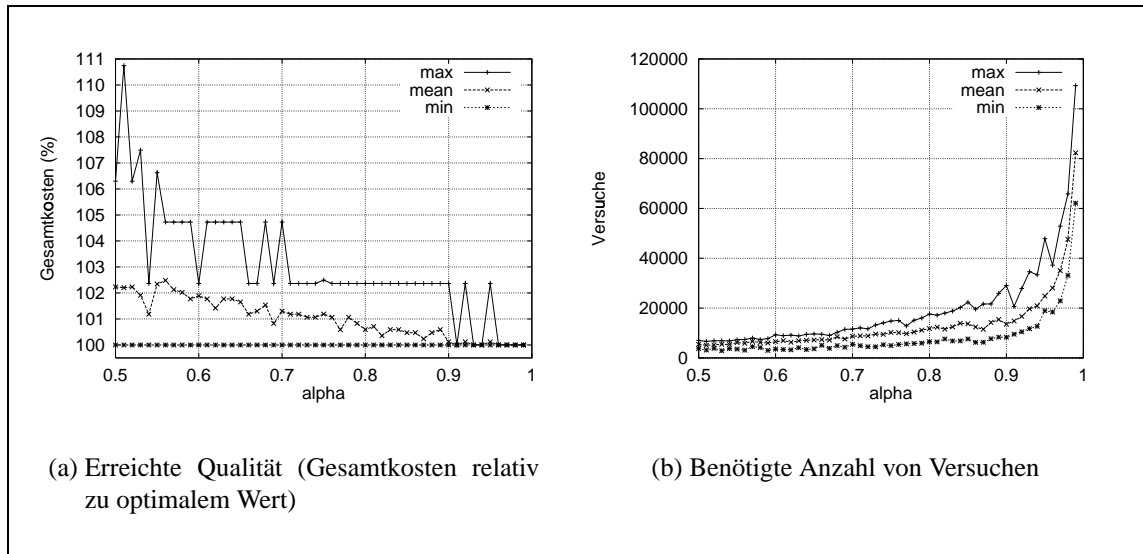 111
110
109
108
107
106
105
104
103
102
101
100
Gesamtkosten (%)
0.5 0.6 0.7 0.8 0.9 1
alpha
max
mean
min
(a) Erreichte Qualität (Gesamtkosten relativ
zu optimalem Wert)
120000
100000
80000
60000
40000
20000
0
Versuche
0.5 0.6 0.7 0.8 0.9 1
alpha
max
mean
min
(b) Benötigte Anzahl von Versuchen